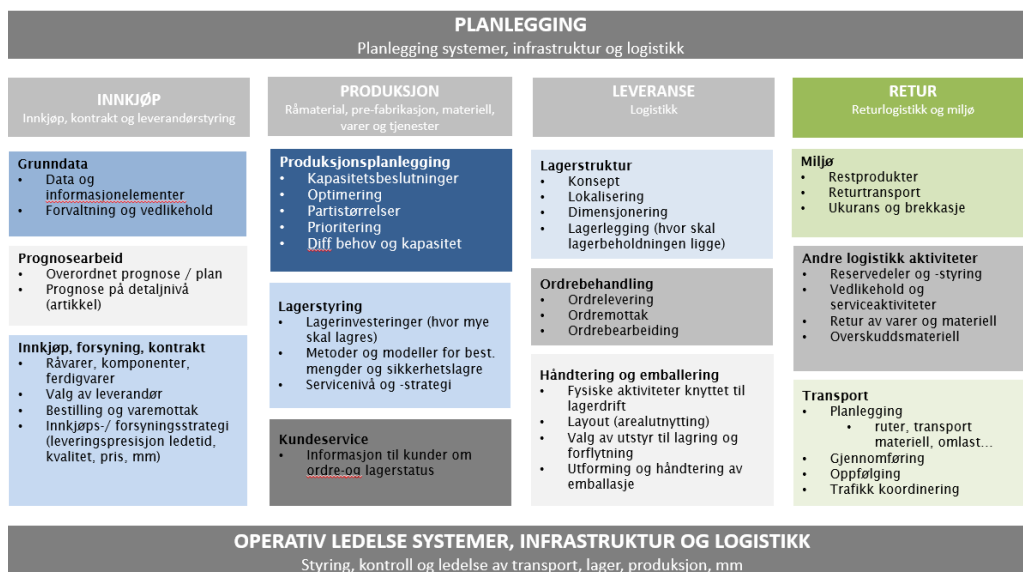 PLANLEGGING
Planlegging systemer, infrastruktur og logistikk
INNKJØP
Innkjøp, kontrakt og leverandørstyring
Grunndata
• Data og
informasjonelementer
• Forvaltning og vedlikehold
Prognosearbeid
• Overordnet prognose / plan
• Prognose på detaljnivå
(artikkel)
Innkjøp, forsyning, kontrakt
• Råvarer, komponenter,
ferdigvarer
• Valg av leverandør
• Bestilling og varemottak
• Innkjøps-/ forsyningsstrategi
(leveringspresisjon ledetid,
kvalitet, pris, mm)
PRODUKSJON
Råmaterial, pre-fabrikasjon, materiell,
varer og tjenester
Produksjonsplanlegging
• Kapasitetsbeslutninger
• Optimering
• Partistørrelser
• Prioritering
• Diff behov og kapasitet
Lagerstyring
• Lagerinvesteringer (hvor mye
skal lagres)
• Metoder og modeller for best.
mengder og sikkerhetslagre
• Servicenivå og -strategi
Kundeservice
• Informasjon til kunder om
ordre-og lagerstatus
LEVERANSE
Logistikk
Lagerstruktur
• Konsept
• Lokalisering
• Dimensjonering
• Lagerlegging (hvor skal
lagerbeholdningen ligge)
Ordrebehandling
• Ordrelevering
• Ordremottak
• Ordrebearbeiding
Håndtering og emballering
• Fysiske aktiviteter knyttet til
lagerdrift
• Layout (arealutnytting)
• Valg av utstyr til lagring og
forflytning
• Utforming og håndtering av
emballasje
RETUR
Returlogistikk og miljø
Miljø
• Restprodukter
• Returtransport
• Ukurans og brekkasje
Andre logistikk aktiviteter
• Reservedeler og -styring
• Vedlikehold og
serviceaktiviteter
• Retur av varer og materiell
• Overskuddsmateriell
Transport
• Planlegging
• ruter, transport
materiell, omlast...
• Gjennomføring
• Oppfølging
• Trafikk koordinering
OPERATIV LEDELSE SYSTEMER, INFRASTRUKTUR OG LOGISTIKK
Styring, kontroll og ledelse av transport, lager, produksjon, mm